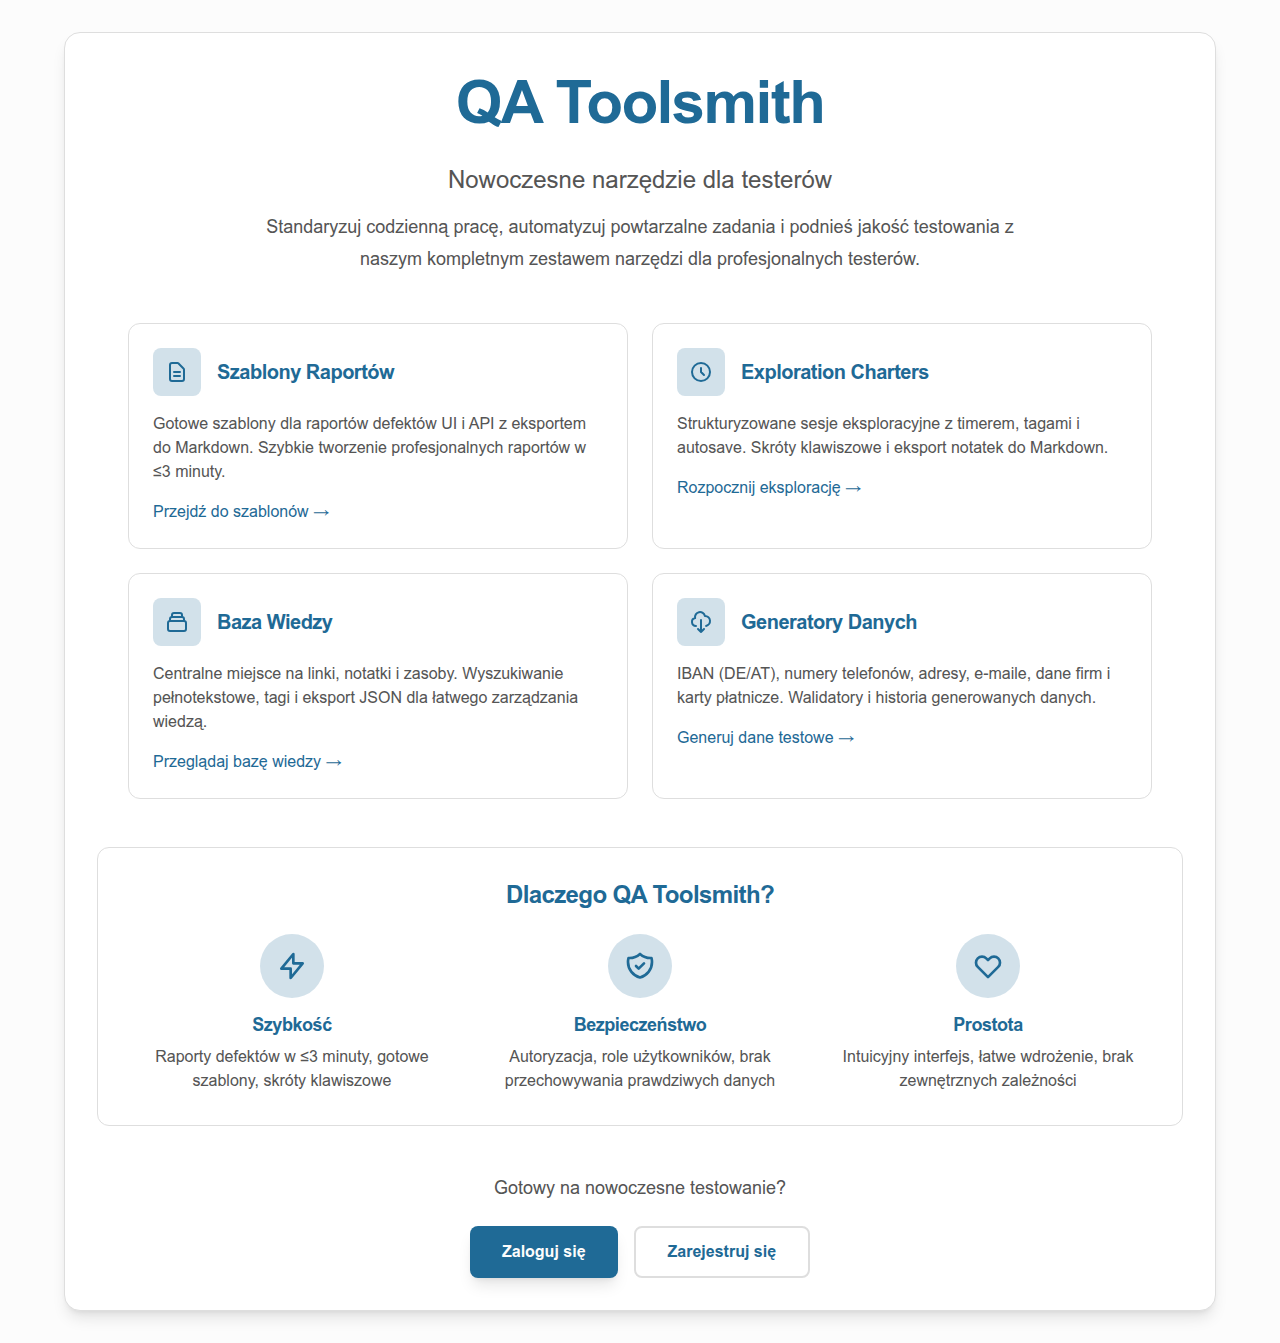 QA Toolsmith
Nowoczesne narzędzie dla testerów
Standaryzuj codzienną pracę, automatyzuj powtarzalne zadania i podnieś jakość testowania z
naszym kompletnym zestawem narzędzi dla profesjonalnych testerów.
Szablony Raportów
Gotowe szablony dla raportów defektów UI i API z eksportem
do Markdown. Szybkie tworzenie profesjonalnych raportów w
≤3 minuty.
Przejdź do szablonów →
Exploration Charters
Strukturyzowane sesje eksploracyjne z timerem, tagami i
autosave. Skróty klawiszowe i eksport notatek do Markdown.
Rozpocznij eksplorację →
Baza Wiedzy
Centralne miejsce na linki, notatki i zasoby. Wyszukiwanie
pełnotekstowe, tagi i eksport JSON dla łatwego zarządzania
wiedzą.
Przeglądaj bazę wiedzy →
Generatory Danych
IBAN (DE/AT), numery telefonów, adresy, e-maile, dane firm i
karty płatnicze. Walidatory i historia generowanych danych.
Generuj dane testowe →
Dlaczego QA Toolsmith?
Szybkość
Raporty defektów w ≤3 minuty, gotowe
szablony, skróty klawiszowe
Bezpieczeństwo
Autoryzacja, role użytkowników, brak
przechowywania prawdziwych danych
Prostota
Intuicyjny interfejs, łatwe wdrożenie, brak
zewnętrznych zależności
Gotowy na nowoczesne testowanie?
Zaloguj się
Zarejestruj się